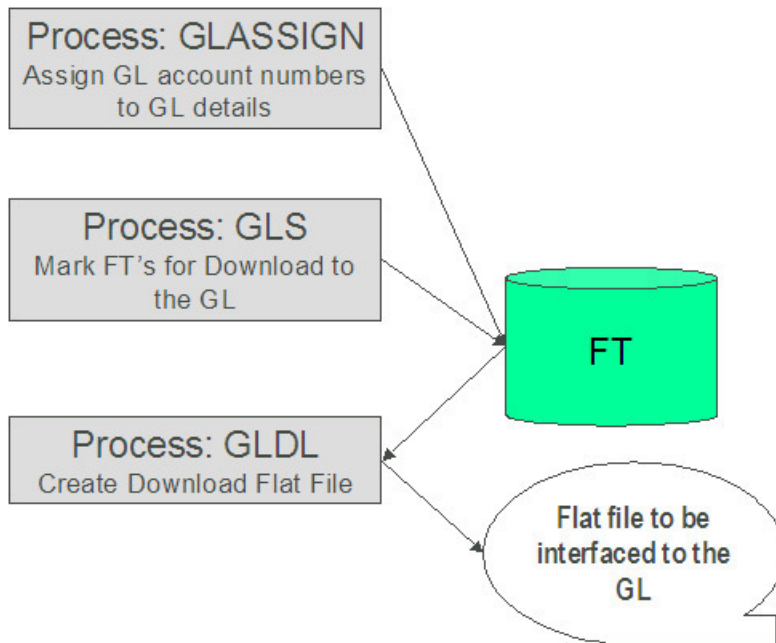 Process: GLASSIGN
Assign GL account numbers
to GL details
Process: GLS
Mark FT's for Download to
the GL
FT
Process: GLDL
Create Download Flat File
Flat file to be
interfaced to the
GL